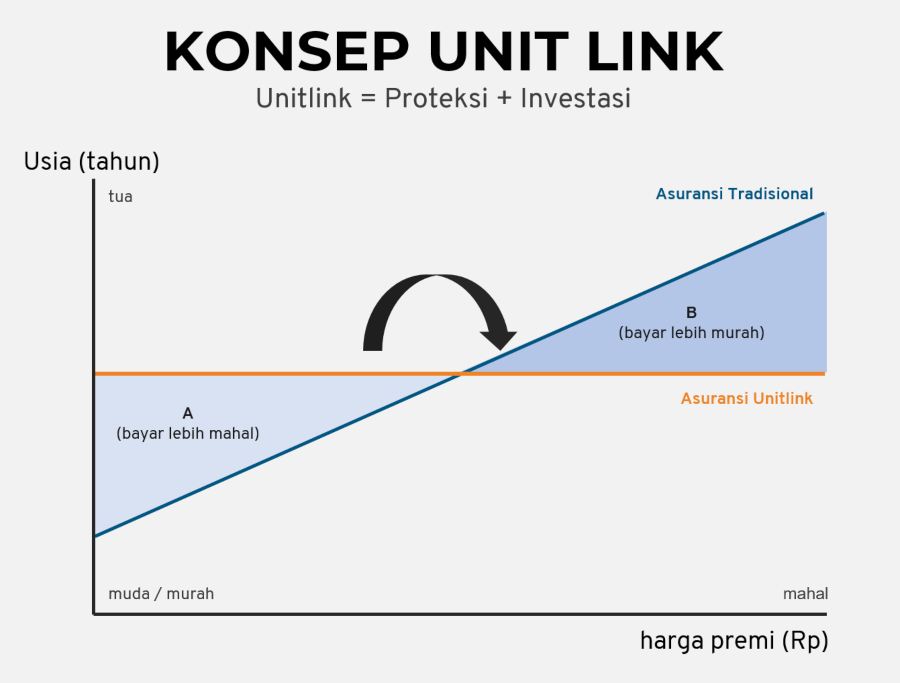 KONSEP UNIT LINK
Unitlink = Proteksi + Investasi
Usia (tahun)
tua
Asuransi Tradisional
B
(bayar lebih murah)
Asuransi Unitlink
A
(bayar lebih mahal)
muda / murah
mahal
harga premi (Rp)